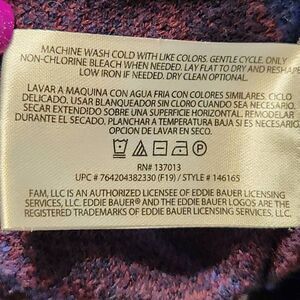 MACHINE WASH COLD WITH LIKE COLORS. GENTLE CYCLE. ONLY
NON-CHLORINE BLEACH WHEN NEEDED. LAY FLAT TO DRY AND RESHAPE
LOW IRON IF NEEDED. DRY CLEAN OPTIONAL.
LAVAR A MAQUINA CON AGUA FRIA CON COLORES SIMILARES. CICLO
DELICADO. USAR BLANQUEADOR SIN CLORO CUANDO SEA NECESARIO.
SECAR EXTENDIDO SOBRE UNA SUPERFICIE HORIZONTAL. REMODELAR
DURANTE EL SECADO. PLANCHAR A TEMPERATURA BAJA SI ES NECESARIO.
OPCION DE LAVAR EN SECO.
RN# 137013
UPC # 764204382330 (F19) / STYLE # 14616S
FAM, LLC IS AN AUTHORIZED LICENSEE OF EDDIE BAUER LICENSING
SERVICES, LLC. EDDIE BAUER® AND THE EDDIE BAUER LOGOS ARE THE
REGISTERED TRADEMARKS OF EDDIE BAUER LICENSING SERVICES, LLC.